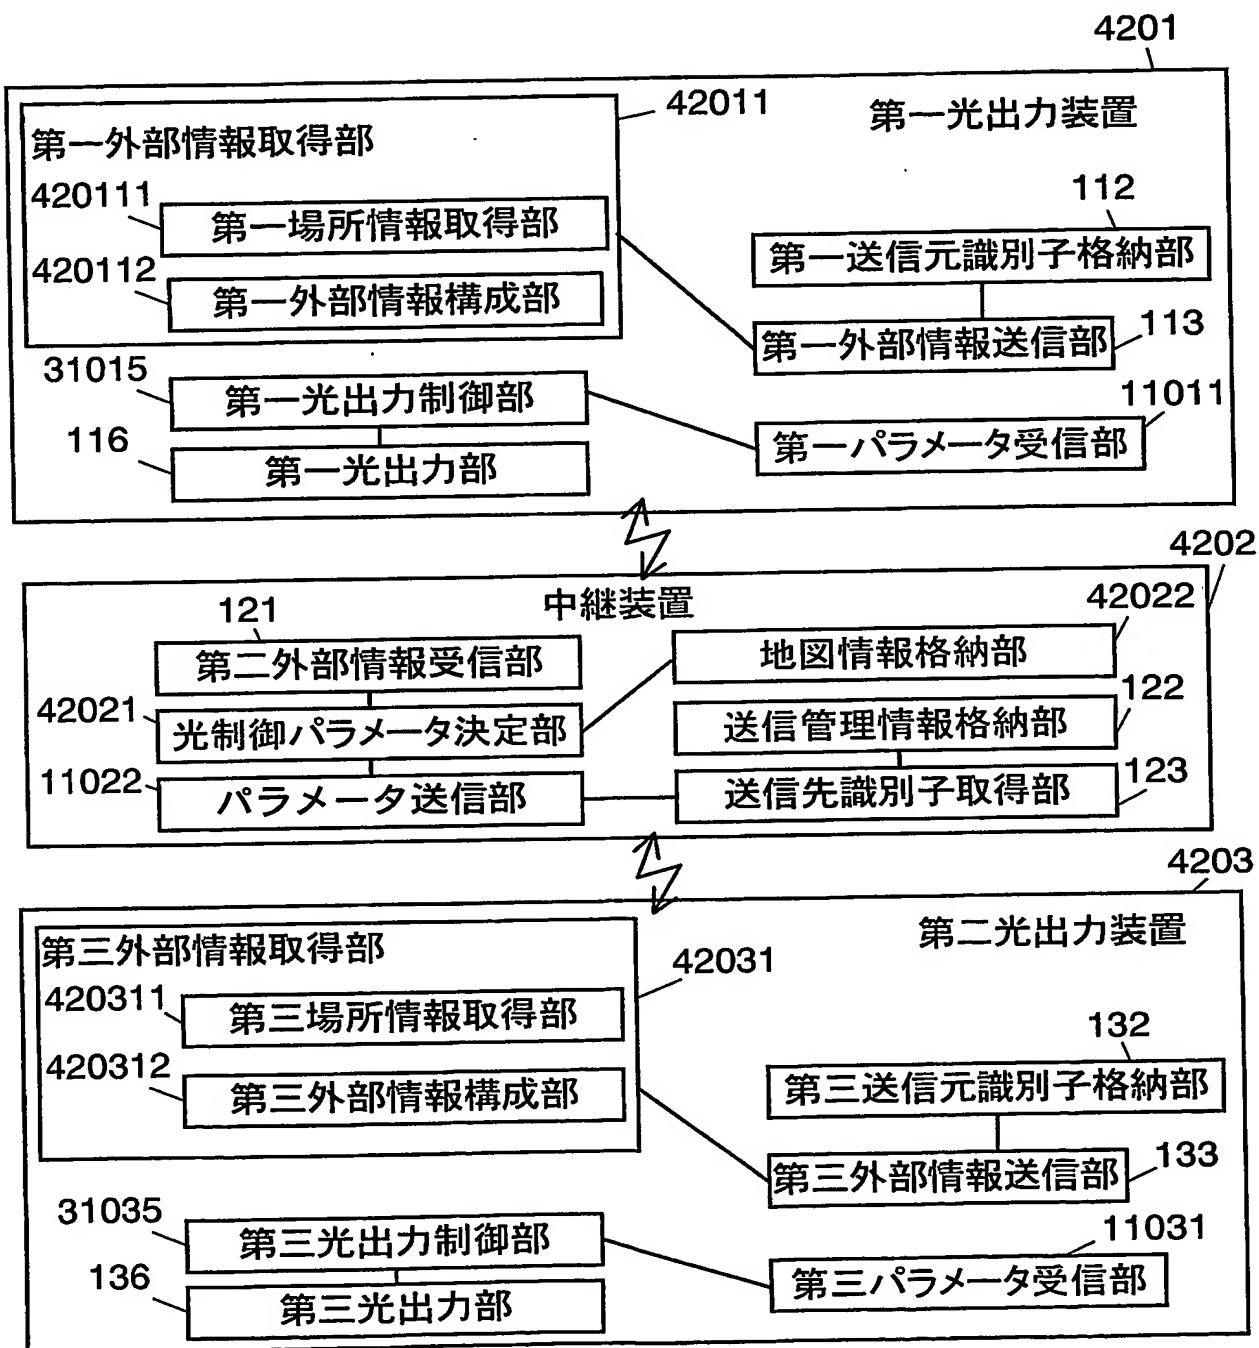 4201
42011
第一光出力装置
第一外部情報取得部
420111
112
第一場所情報取得部
第一送信元識別子格納部
420112
第一外部情報構成部
113
第一外部情報送信部
31015
第一光出力制御部
11011
116
第一光出力部
第一パラメータ受信部
4202
中継装置
121
42022
第二外部情報受信部
地図情報格納部
42021
光制御パラメータ決定部
122
送信管理情報格納部
11022
パラメータ送信部
123
送信先識別子取得部
4203
第二光出力装置
第三外部情報取得部
42031
420311
第三場所情報取得部
132
420312
第三外部情報構成部
第三送信元識別子格納部
133
第三外部情報送信部
31035
第三光出力制御部
11031
136
第三光出力部
第三パラメータ受信部